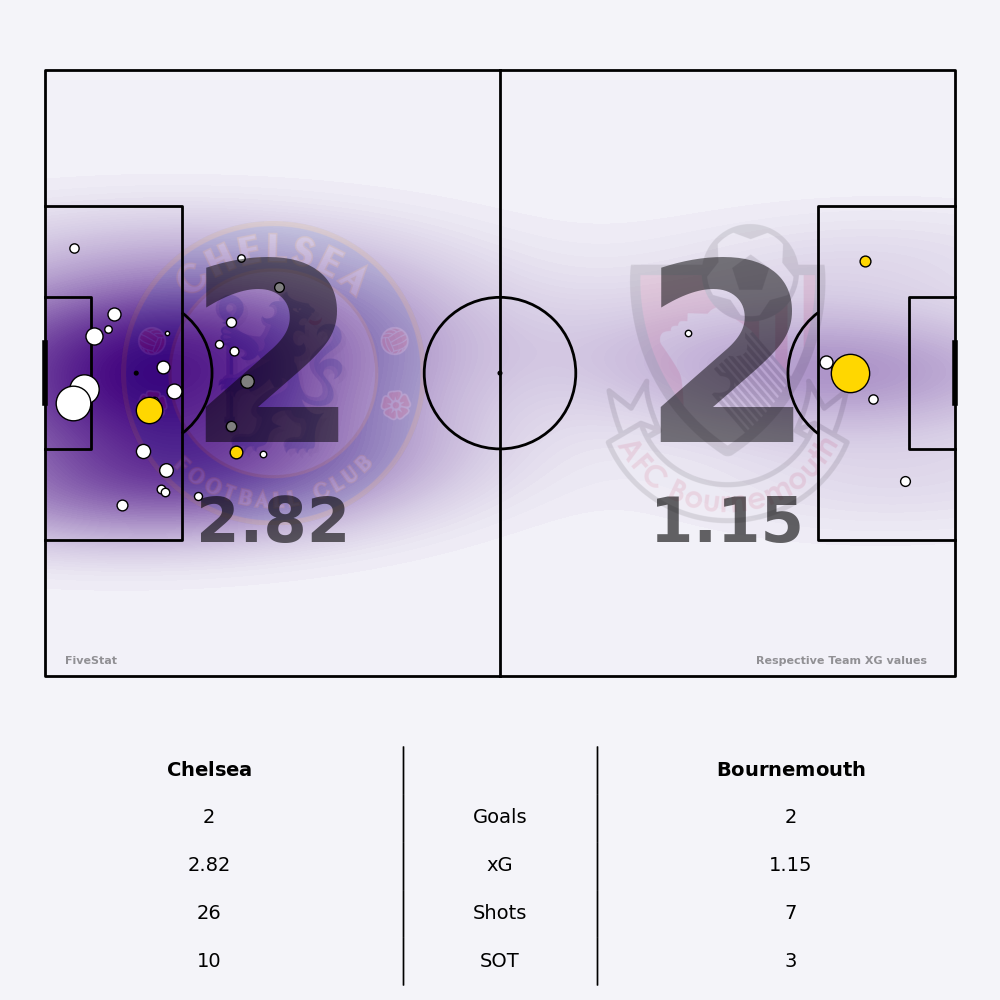 CHELSEA
FOOTBALL CLUB
2
2
AFC Bournemouth
2.82
1.15
FiveStat
Respective Team XG values
Chelsea
Bournemouth
2
Goals
2
2.82
xG
1.15
26
Shots
7
10
SOT
3